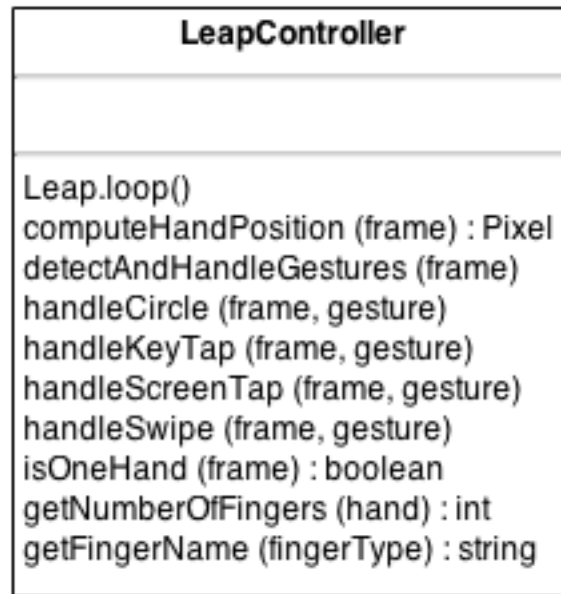 LeapController
Leap.loop()
computeHandPosition (frame) : Pixel
detectAndHandleGestures (frame)
handleCircle (frame, gesture)
handleKeyTap (frame, gesture)
handleScreenTap (frame, gesture)
handleSwipe (frame, gesture)
isOneHand (frame) : boolean
getNumberOfFingers (hand) : int
getFingerName (fingerType) : string